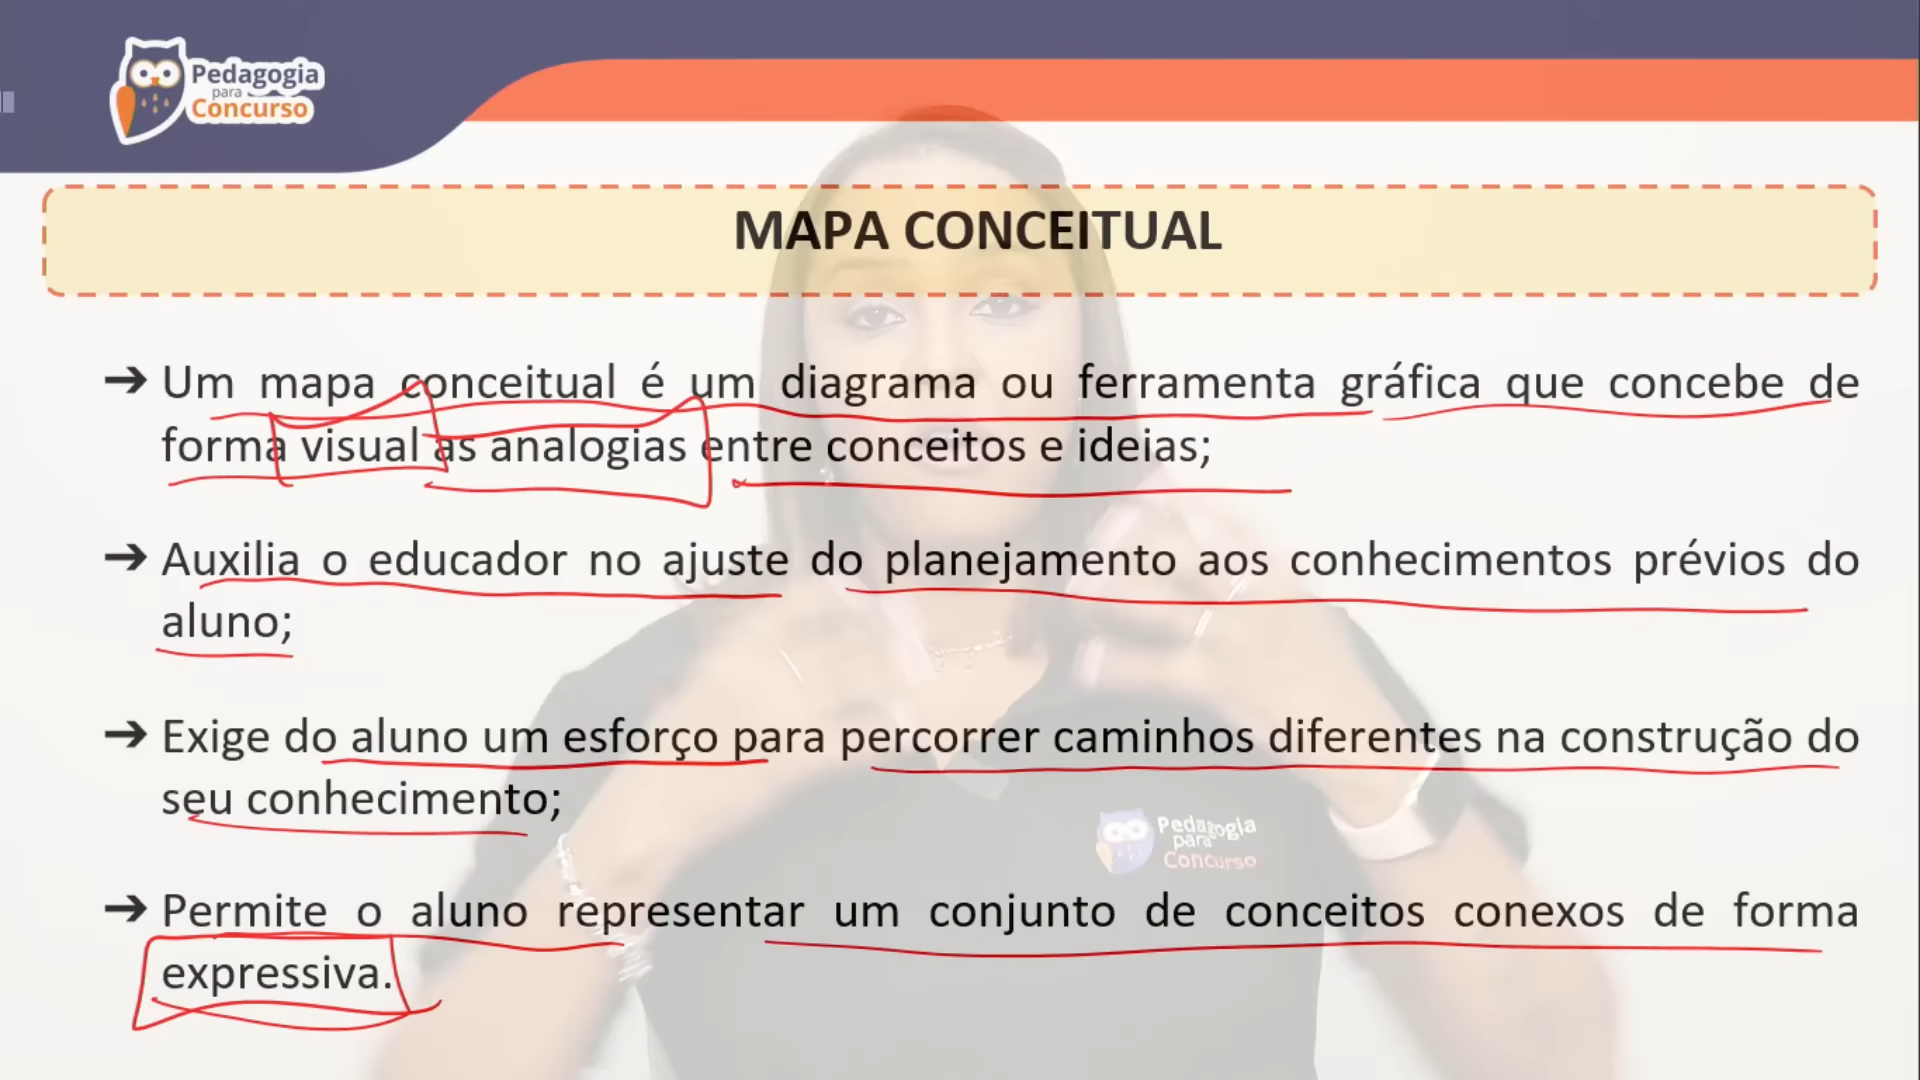 Pedagogia
para
Concurso
MAPA CONCEITUAL
➔ Um mapa conceitual é um diagrama ou ferramenta gráfica que concebe de
forma visual as analogias entre conceitos e ideias;
➔ Auxilia o educador no ajuste do planejamento aos conhecimentos prévios do
aluno;
➔ Exige do aluno um esforço para percorrer caminhos diferentes na construção do
seu conhecimento;
Pedagogia
para
Concurso
➔ Permite o aluno representar um conjunto de conceitos conexos de forma
expressiva.